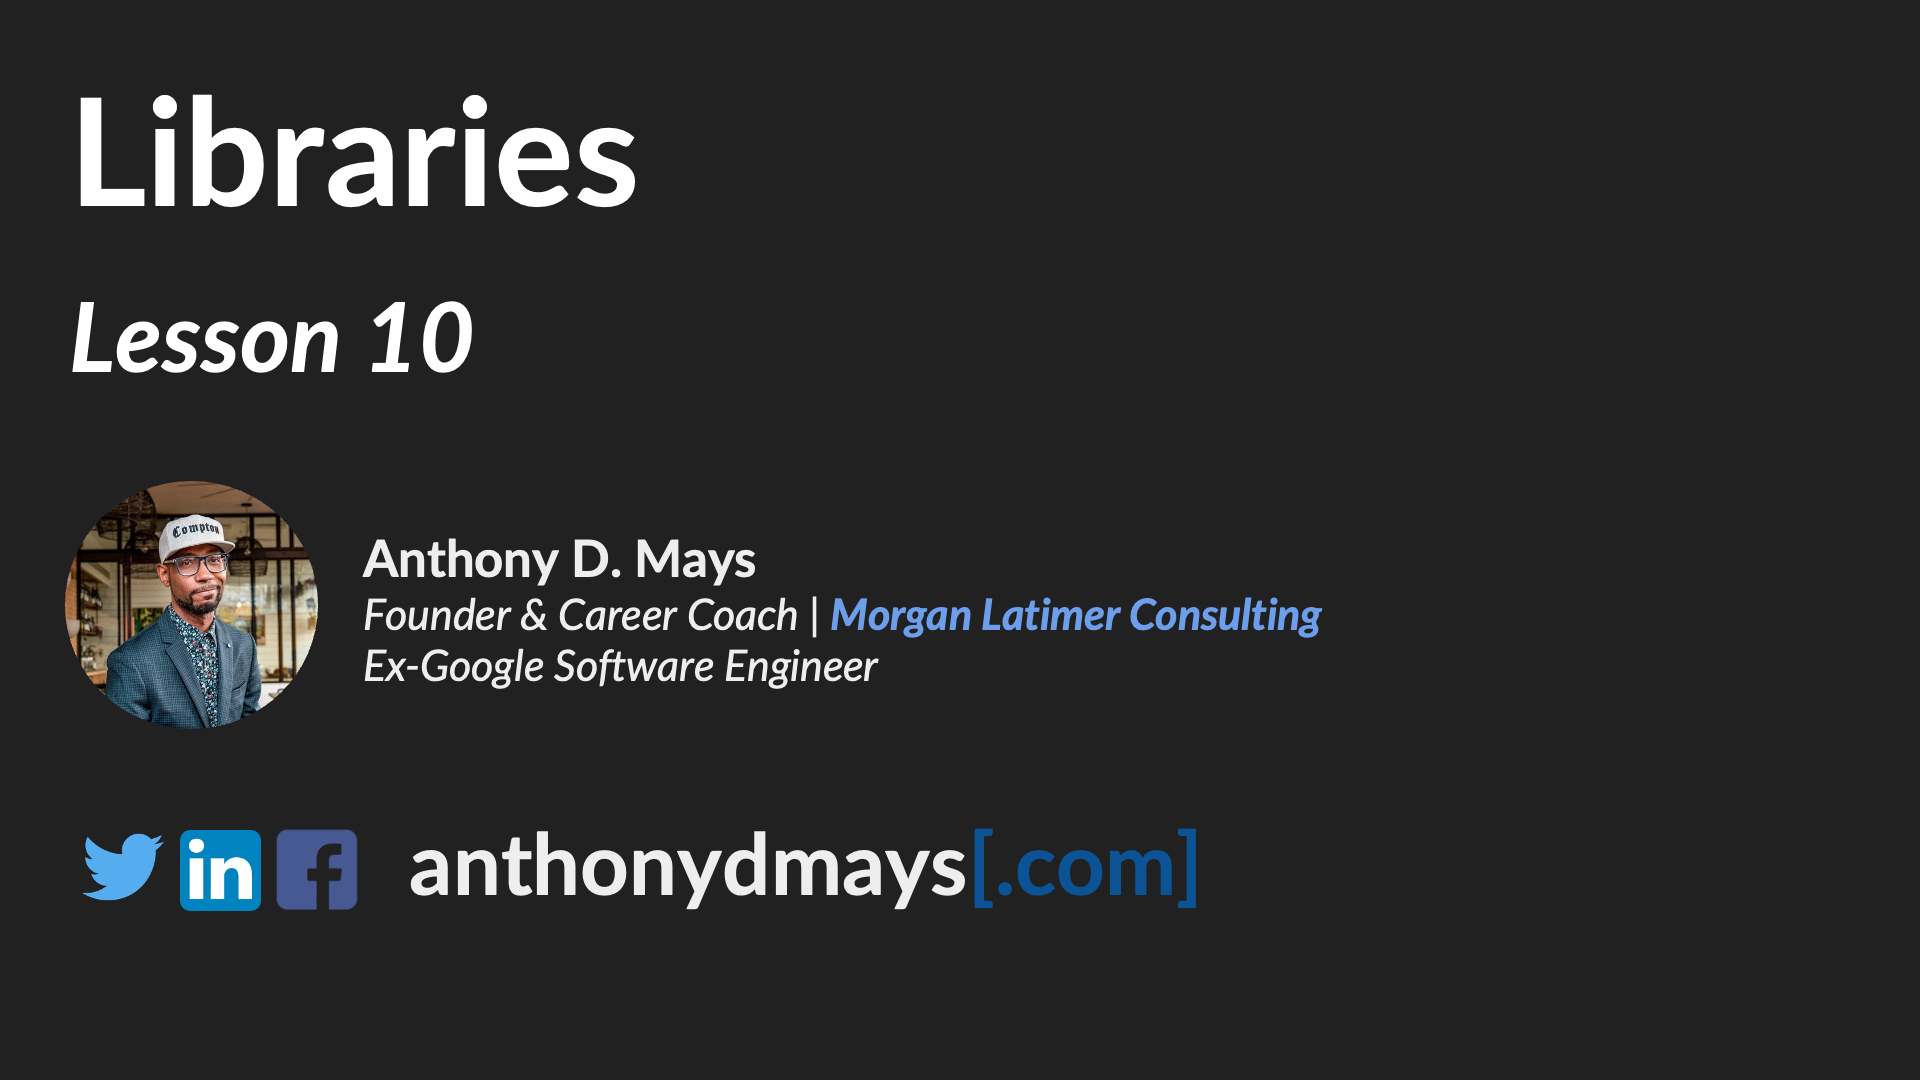 Libraries
Lesson 10
Compton
Anthony D. Mays
Founder & Career Coach | Morgan Latimer Consulting
Ex-Google Software Engineer
in f anthonydmays[.com]